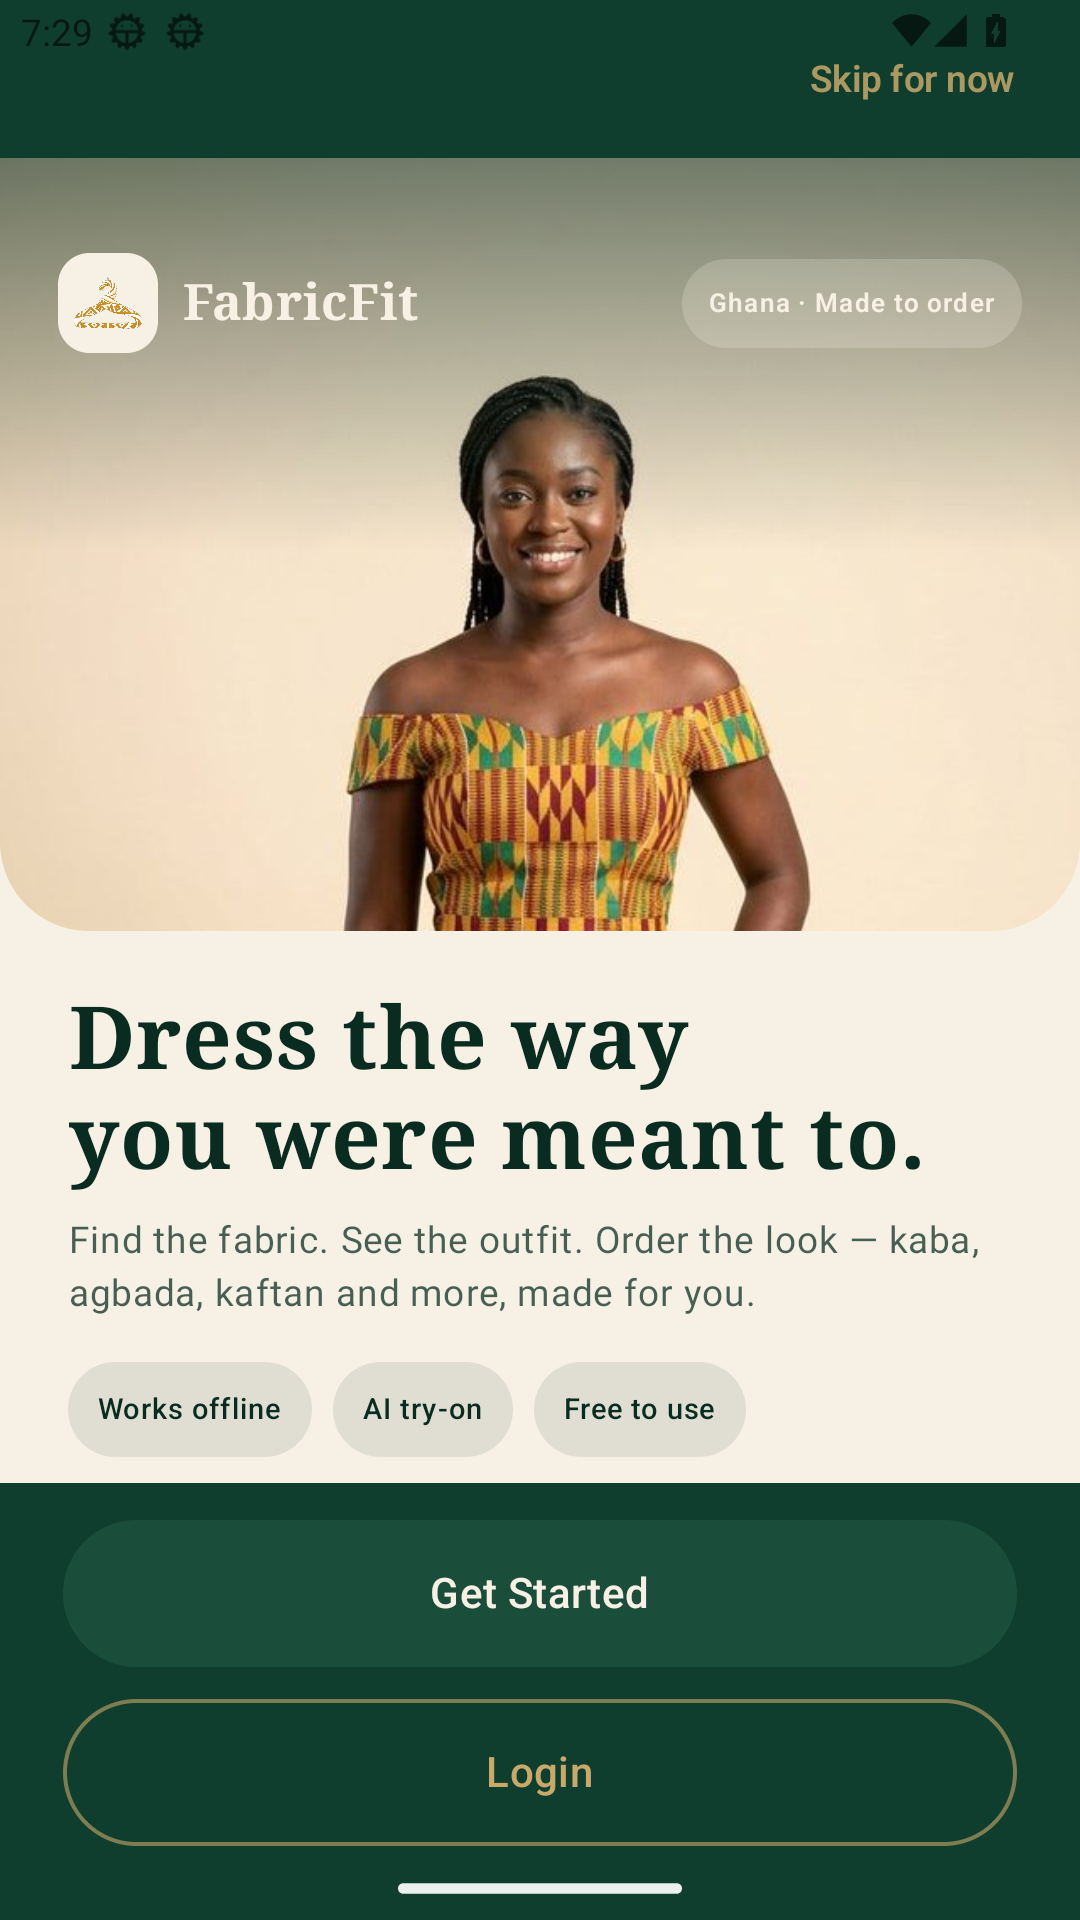 7:29
Skip for now
FabricFit
Ghana · Made to order
Dress the way
you were meant to.
Find the fabric. See the outfit. Order the look — kaba,
agbada, kaftan and more, made for you.
Works offline
AI try-on
Free to use
Get Started
Login